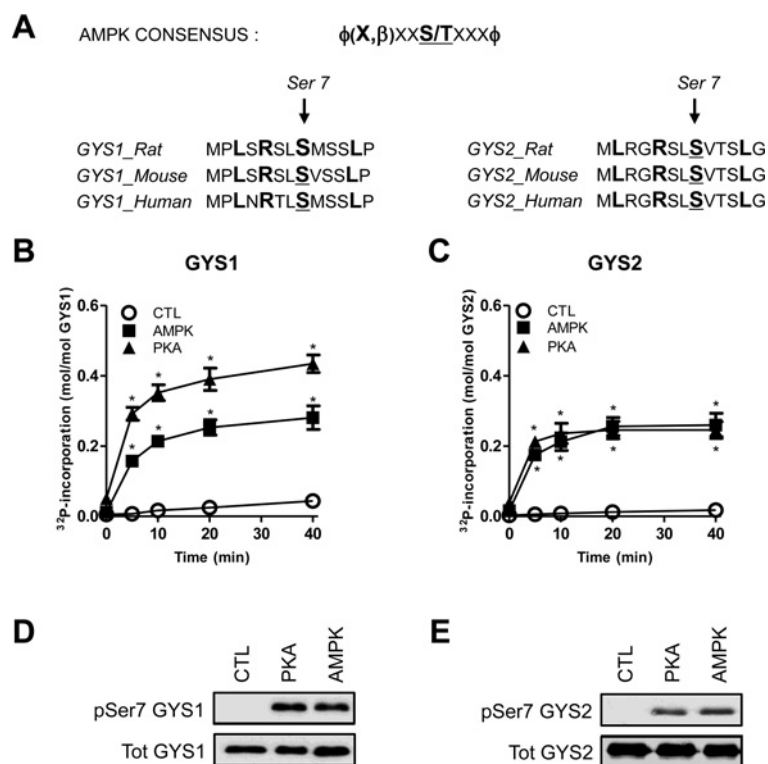 A
AMPK CONSENSUS : ϕ(X,β)XXS/TXXXϕ
Ser 7
GYS1_Rat MPLSRSLSMSSLP
GYS1_Mouse MPLSRSLSVSSLP
GYS1_Human MPLNRTLSMSSLP
Ser 7
GYS2_Rat MLRGRSLSVTSLG
GYS2_Mouse MLRGRSLSVTSLG
GYS2_Human MLRGRSLSVTSLG
B
GYS1
32P-incorporation (mol/mol GYS1)
0.6
0.4
0.2
0.0
CTL
AMPK
PKA
* * * *
* * * *
0 10 20 30 40
Time (min)
C
GYS2
32P-incorporation (mol/mol GYS2)
0.6
0.4
0.2
0.0
CTL
AMPK
PKA
* * * *
* * * *
0 10 20 30 40
Time (min)
D
CTL PKA AMPK
pSer7 GYS1
Tot GYS1
E
CTL PKA AMPK
pSer7 GYS2
Tot GYS2